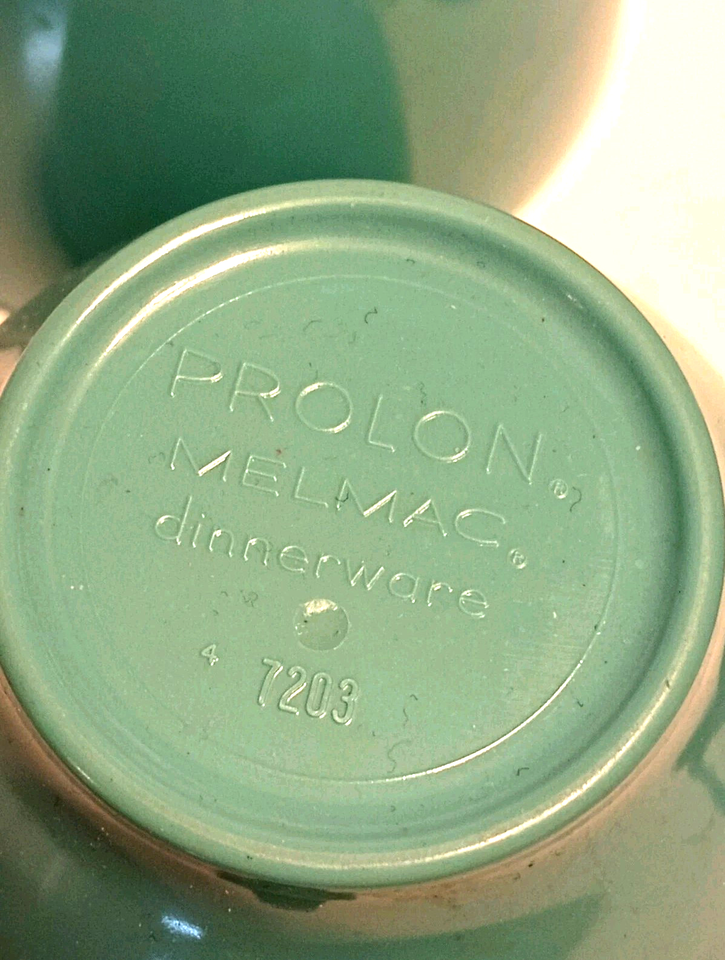 PROLON®
MELMAC®
dinnerware
4 7203